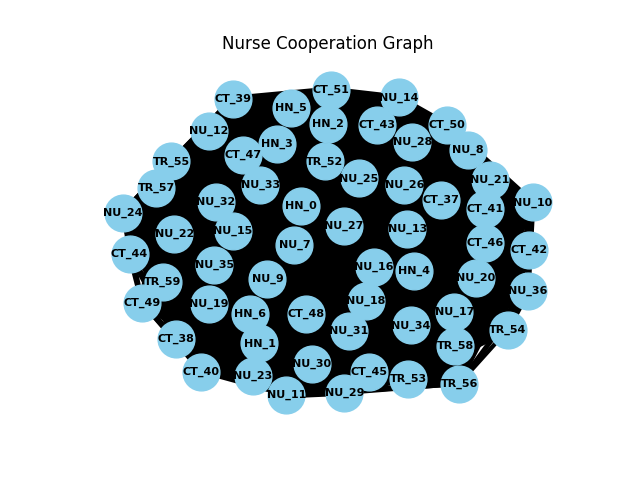 Nurse Cooperation Graph
CT_51
CT_39
NU_14
HN_5
HN_2
CT_43
CT_50
NU_12
NU_28
HN_3
NU_8
CT_47
TR_52
TR_55
NU_25
NU_21
NU_33
NU_26
TR_57
CT_37
NU_32
NU_10
HN_0
CT_41
NU_24
NU_27
NU_13
NU_15
NU_22
CT_46
NU_7
CT_42
CT_44
NU_35
NU_16
HN_4
NU_9
NU_20
TR_59
NU_36
NU_18
CT_49
NU_19
NU_17
HN_6
CT_48
NU_34
TR_54
NU_31
CT_38
HN_1
TR_58
NU_30
CT_40
CT_45
NU_23
TR_53
TR_56
NU_29
NU_11